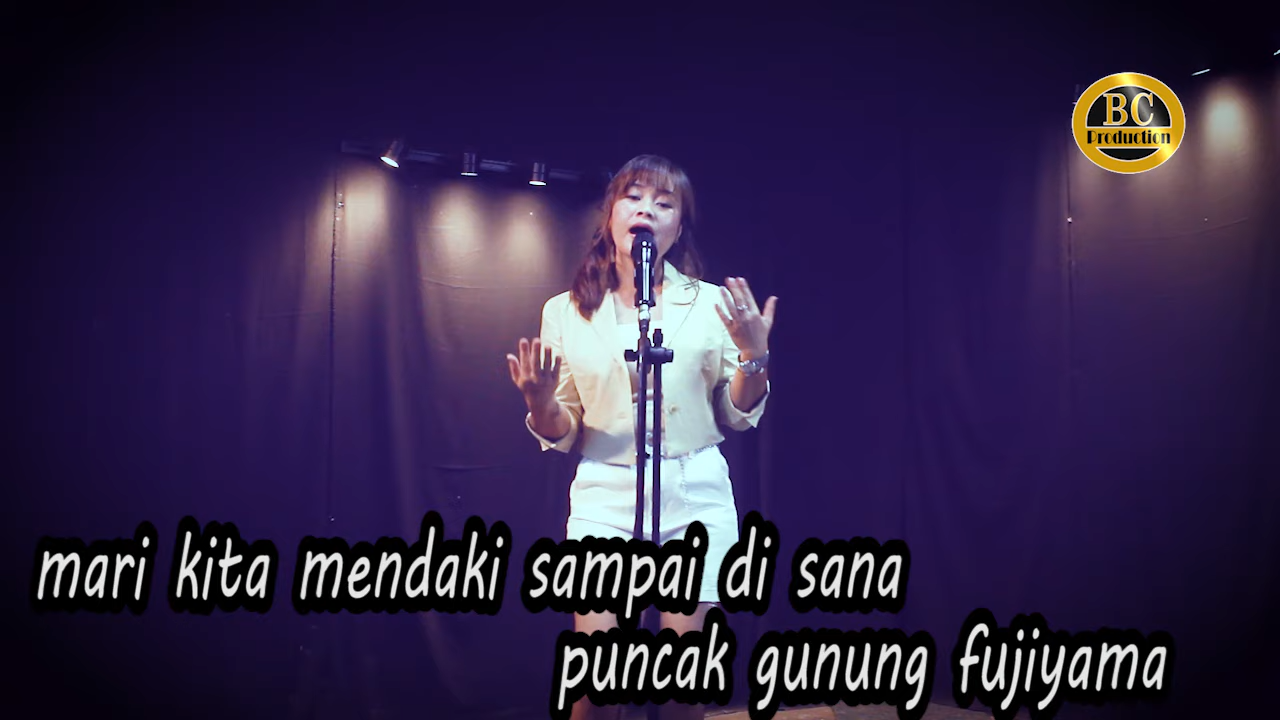 BC
Production
mari kita mendaki sampai di sana
puncak gunung fujiyama